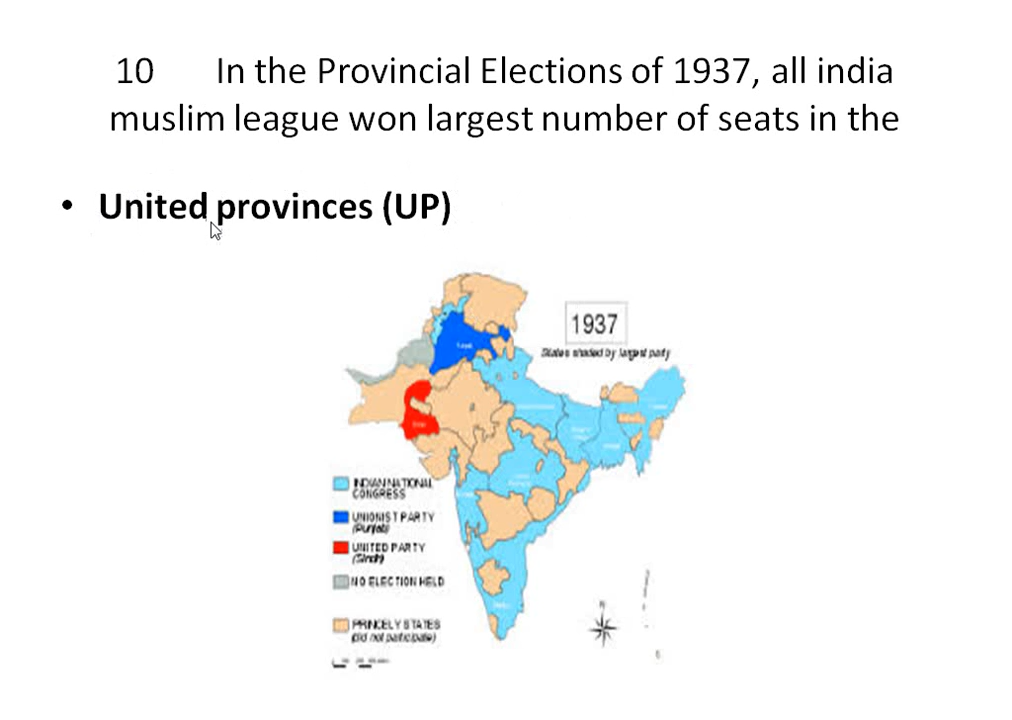 10 In the Provincial Elections of 1937, all india
muslim league won largest number of seats in the
• United provinces (UP)
1937
States shaded by largest party
INDIAN NATIONAL
CONGRESS
UNIONIST PARTY
(Punjab)
UNITED PARTY
(Sindh)
NO ELECTION HELD
PRINCELY STATES
(did not participate)